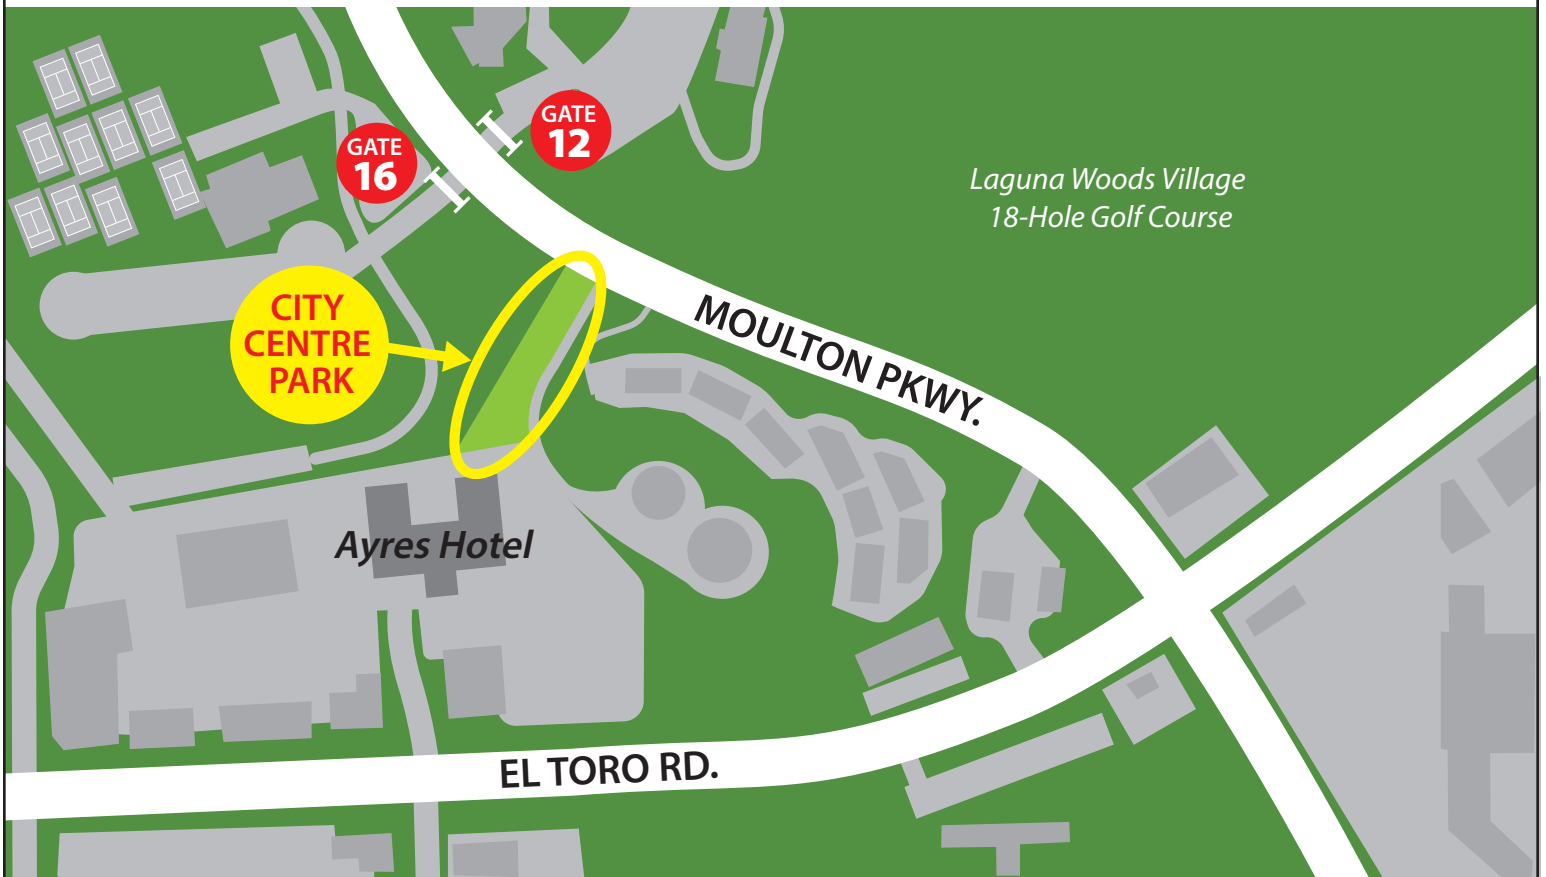 GATE
12
GATE
16
Laguna Woods Village
18-Hole Golf Course
CITY
CENTRE
PARK
MOULTON PKWY.
Ayres Hotel
EL TORO RD.